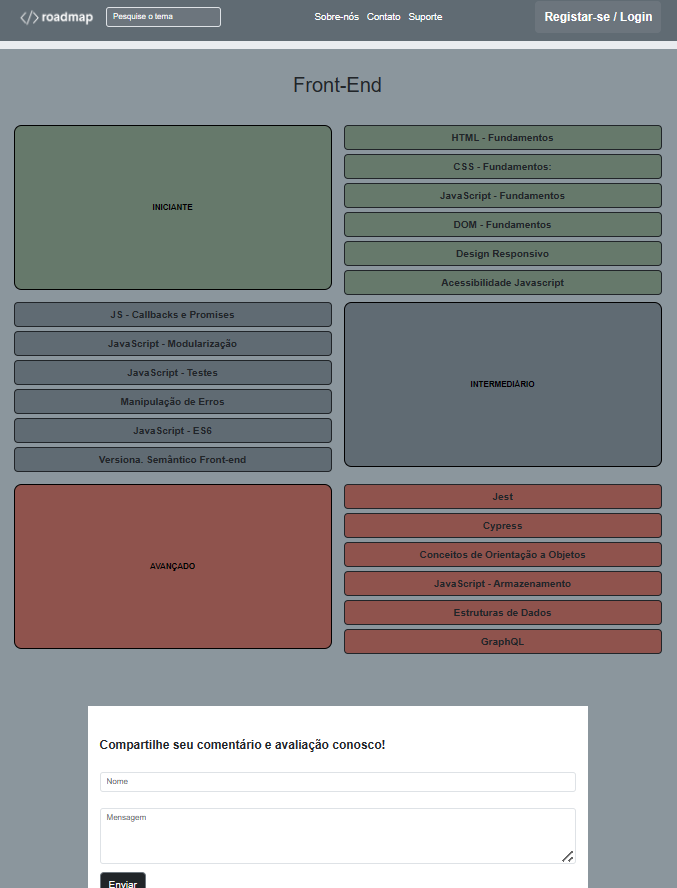 </> roadmap
Pesquise o tema
Sobre-nós Contato Suporte
Registar-se / Login
Front-End
INICIANTE
HTML - Fundamentos
CSS - Fundamentos:
JavaScript - Fundamentos
DOM - Fundamentos
Design Responsivo
Acessibilidade Javascript
JS - Callbacks e Promises
JavaScript - Modularização
JavaScript - Testes
Manipulação de Erros
JavaScript - ES6
Versiona. Semântico Front-end
INTERMEDIÁRIO
AVANÇADO
Jest
Cypress
Conceitos de Orientação a Objetos
JavaScript - Armazenamento
Estruturas de Dados
GraphQL
Compartilhe seu comentário e avaliação conosco!
Nome
Mensagem
Enviar